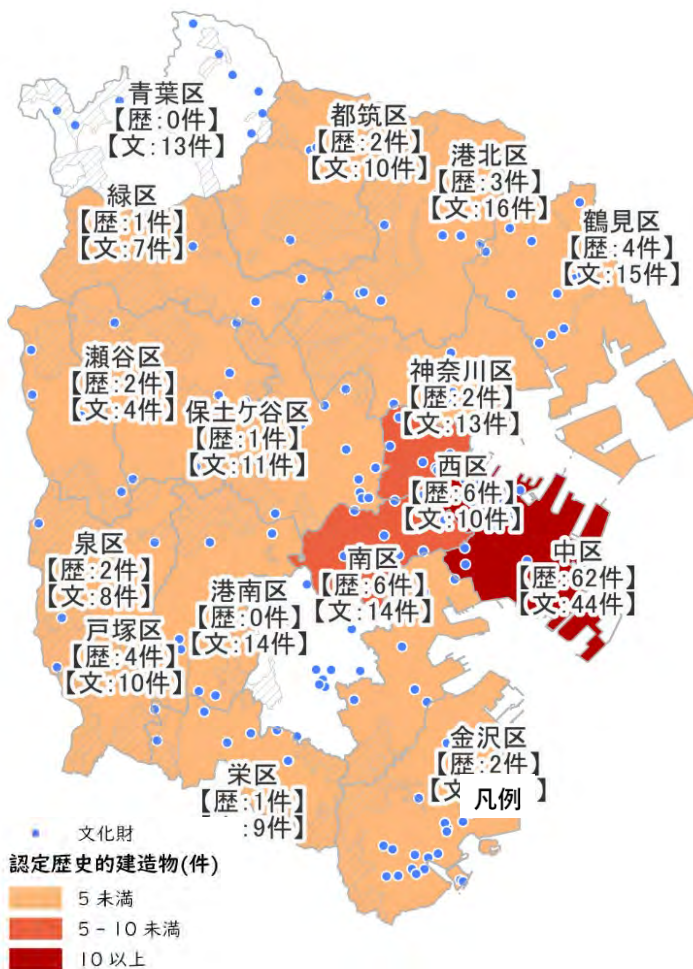 青葉区
【歴:0件】
【文:13件】
都筑区
【歴:2件】
【文:10件】
港北区
【歴:3件】
【文:16件】
緑区
【歴:1件】
【文:7件】
鶴見区
【歴:4件】
【文:15件】
瀬谷区
【歴:2件】
【文:4件】
神奈川区
【歴:2件】
【文:13件】
保土ケ谷区
【歴:1件】
【文:11件】
西区
【歴:6件】
【文:10件】
泉区
【歴:2件】
【文:8件】
南区
【歴:6件】
【文:14件】
中区
【歴:62件】
【文:44件】
港南区
【歴:0件】
【文:14件】
戸塚区
【歴:4件】
【文:10件】
金沢区
【歴:2件】
【文
】
凡例
栄区
【歴:1件】
:9件】
文化財
認定歴史的建造物(件)
5 未満
5 - 10 未満
10 以上